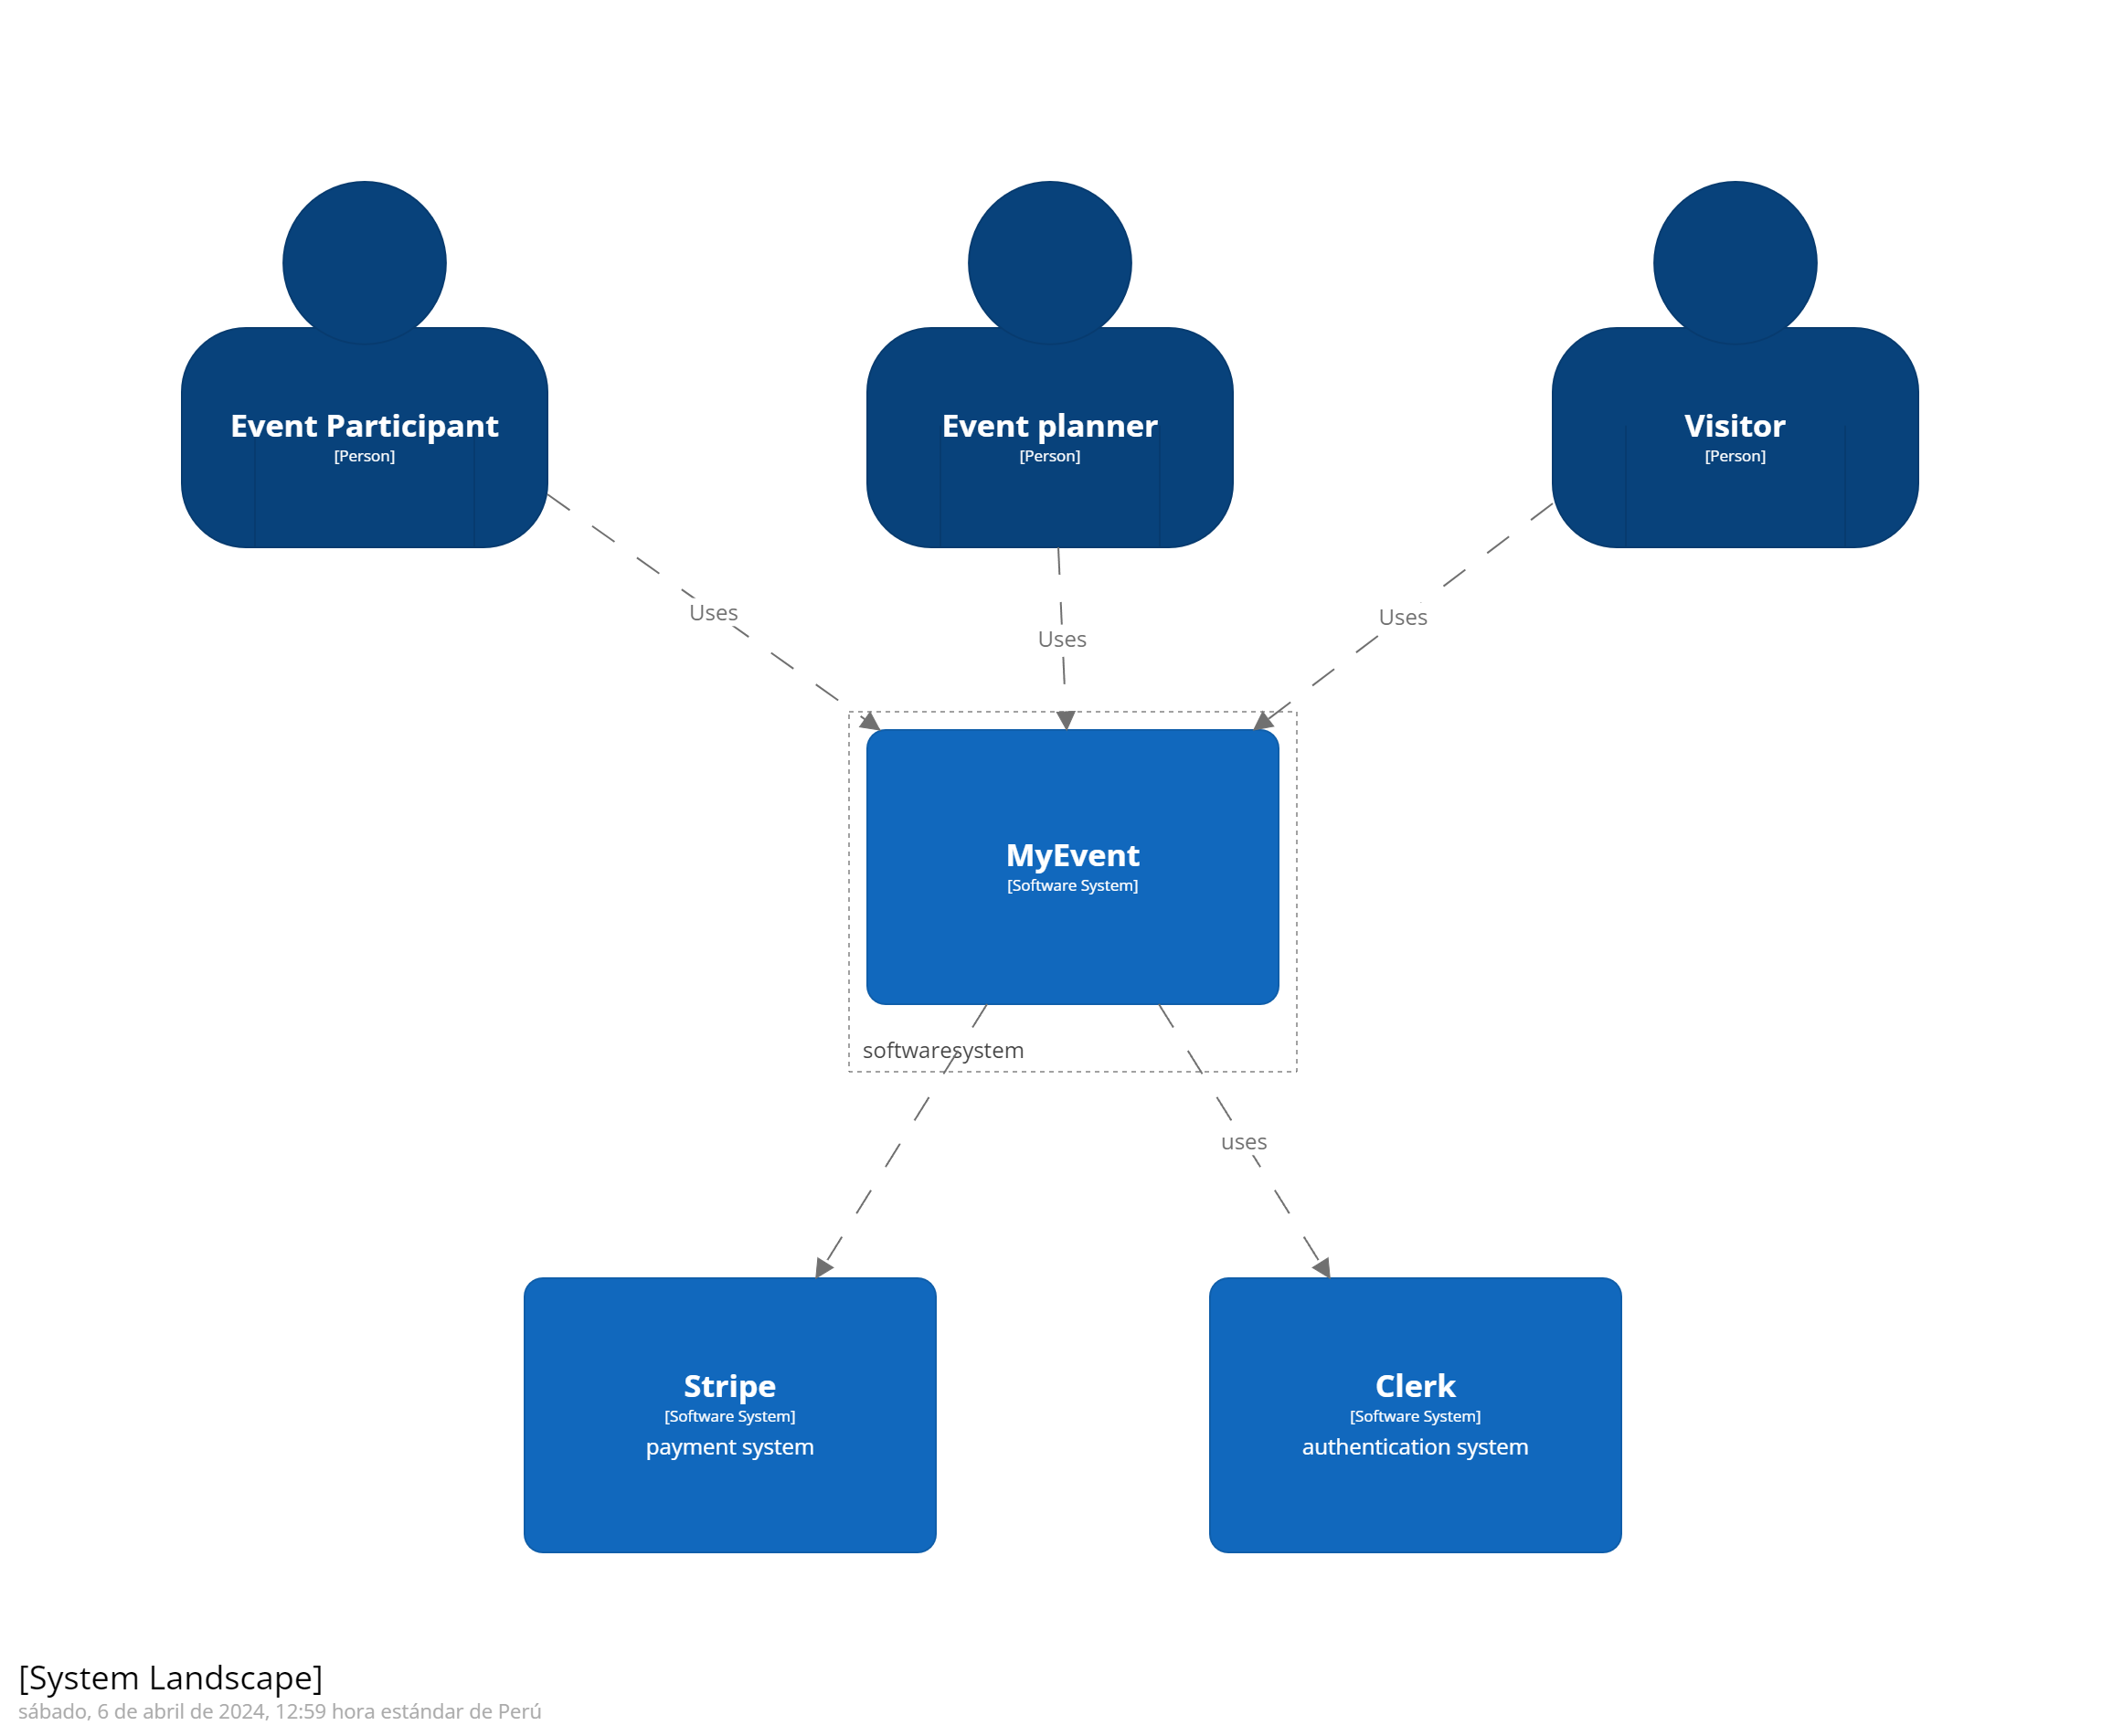 Event Participant
[Person]
Event planner
[Person]
Visitor
[Person]
Uses
Uses
Uses
MyEvent
[Software System]
softwaresystem
uses
Stripe
[Software System]
payment system
Clerk
[Software System]
authentication system
[System Landscape]
sábado, 6 de abril de 2024, 12:59 hora estándar de Perú